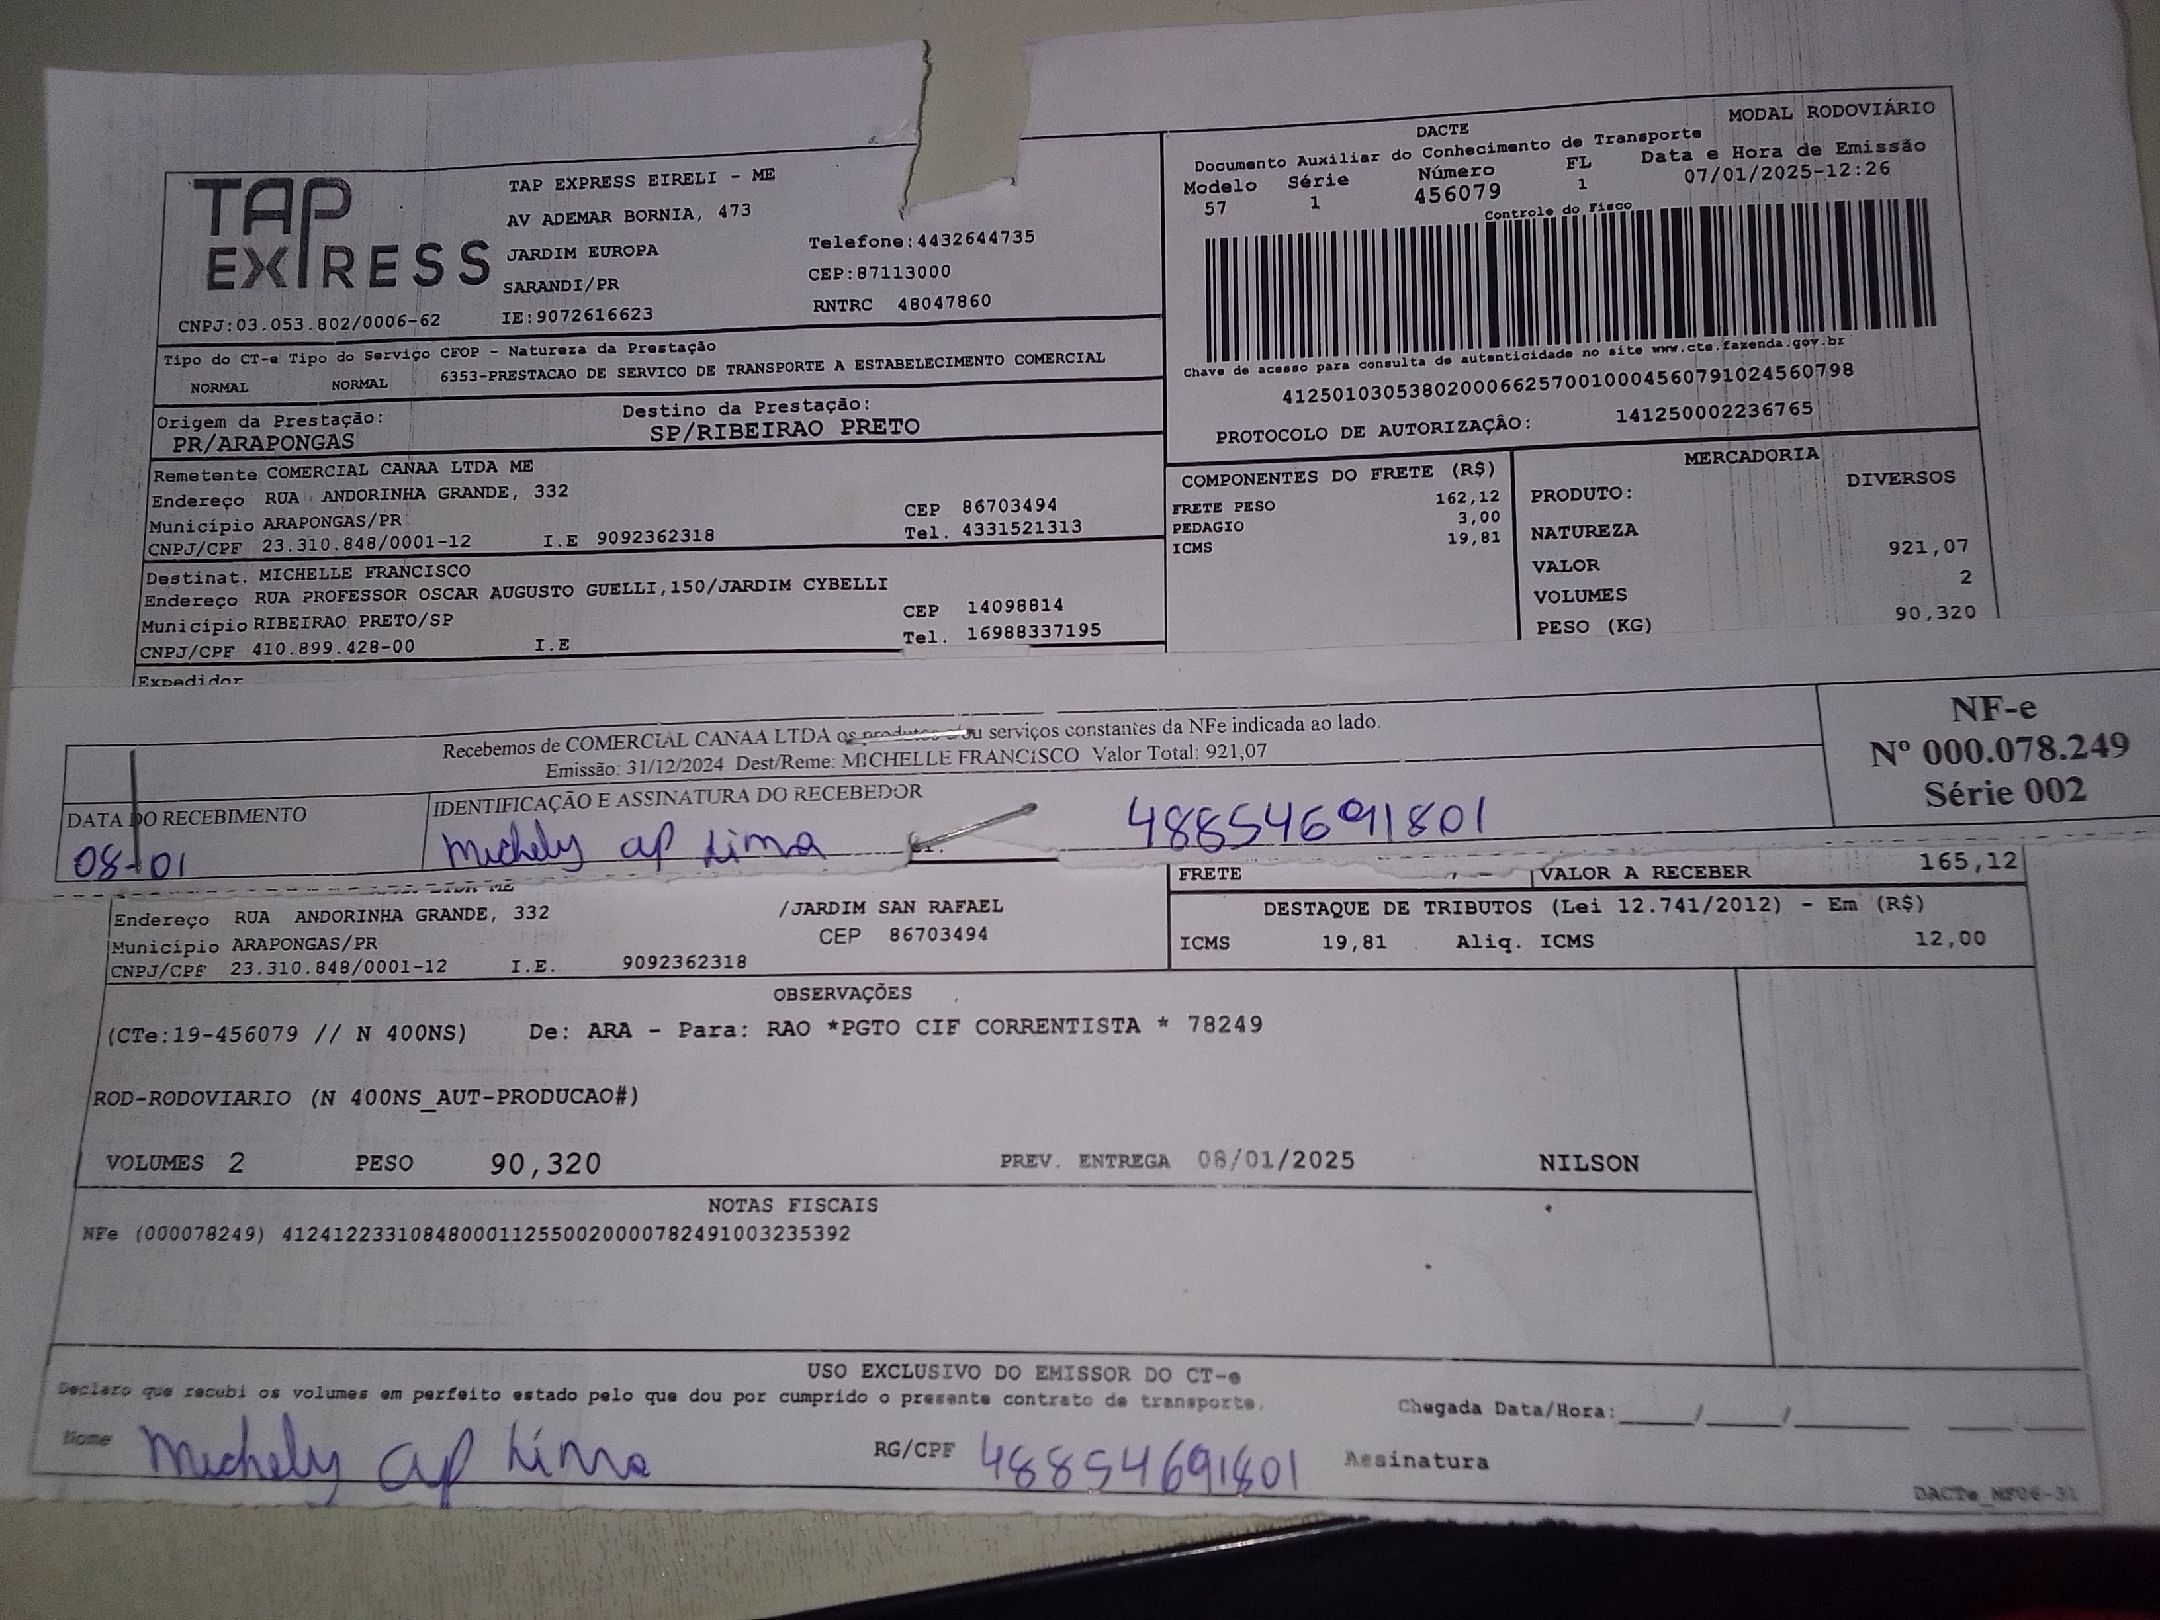 TAP EXPRESS
TAP EXPRESS EIRELI - ME
AV ADEMAR BORNIA, 473
JARDIM EUROPA
SARANDI/PR
IE:9072616623
Telefone:4432644735
CEP:87113000
RNTRC 48047860
CNPJ:03.053.802/0006-62
MODAL RODOVIÁRIO
DACTE
Documento Auxiliar do Conhecimento de Transporte
Modelo Série Número FL Data e Hora de Emissão
57 1 456079 1 07/01/2025-12:26
Controle do Fisco
Chave de acesso para consulta de autenticidade no site www.cte.fazenda.gov.br
41250103053802000662570010004560791024560798
PROTOCOLO DE AUTORIZAÇÃO: 141250002236765
Tipo do CT-e Tipo do Serviço CFOP - Natureza da Prestação
NORMAL NORMAL 6353-PRESTACAO DE SERVICO DE TRANSPORTE A ESTABELECIMENTO COMERCIAL
Origem da Prestação: Destino da Prestação:
PR/ARAPONGAS SP/RIBEIRAO PRETO
Remetente COMERCIAL CANAA LTDA ME
Endereço RUA ANDORINHA GRANDE, 332
Município ARAPONGAS/PR CEP 86703494
CNPJ/CPF 23.310.848/0001-12 I.E 9092362318 Tel. 4331521313
Destinat. MICHELLE FRANCISCO
Endereço RUA PROFESSOR OSCAR AUGUSTO GUELLI,150/JARDIM CYBELLI
Município RIBEIRAO PRETO/SP CEP 14098814
CNPJ/CPF 410.899.428-00 I.E Tel. 16988337195
Expedidor
COMPONENTES DO FRETE (R$)
FRETE PESO 162,12
PEDAGIO 3,00
ICMS 19,81
MERCADORIA
PRODUTO: DIVERSOS
NATUREZA
VALOR 921,07
VOLUMES 2
PESO (KG) 90,320
Recebemos de COMERCIAL CANAA LTDA os produtos e/ou serviços constantes da NFe indicada ao lado.
Emissão: 31/12/2024 Dest/Reme: MICHELLE FRANCISCO Valor Total: 921,07
DATA DO RECEBIMENTO IDENTIFICAÇÃO E ASSINATURA DO RECEBEDOR
08-01 Michely ap Lima 48854691801
NF-e
Nº 000.078.249
Série 002
FRETE VALOR A RECEBER 165,12
Endereço RUA ANDORINHA GRANDE, 332 /JARDIM SAN RAFAEL
Município ARAPONGAS/PR CEP 86703494
CNPJ/CPF 23.310.848/0001-12 I.E. 9092362318
DESTAQUE DE TRIBUTOS (Lei 12.741/2012) - Em (R$)
ICMS 19,81 Aliq. ICMS 12,00
OBSERVAÇÕES
(CTe:19-456079 // N 400NS) De: ARA - Para: RAO *PGTO CIF CORRENTISTA * 78249
ROD-RODOVIARIO (N 400NS_AUT-PRODUCAO#)
VOLUMES 2 PESO 90,320 PREV. ENTREGA 08/01/2025 NILSON
NOTAS FISCAIS
NFe (000078249) 41241223310848000112550020000782491003235392
USO EXCLUSIVO DO EMISSOR DO CT-e
Declaro que recebi os volumes em perfeito estado pelo que dou por cumprido o presente contrato de transporte.
Chegada Data/Hora:_____/_____/______ ___:___
Nome Michely ap Lima RG/CPF 48854691801 Assinatura
DACTe_MF06-31